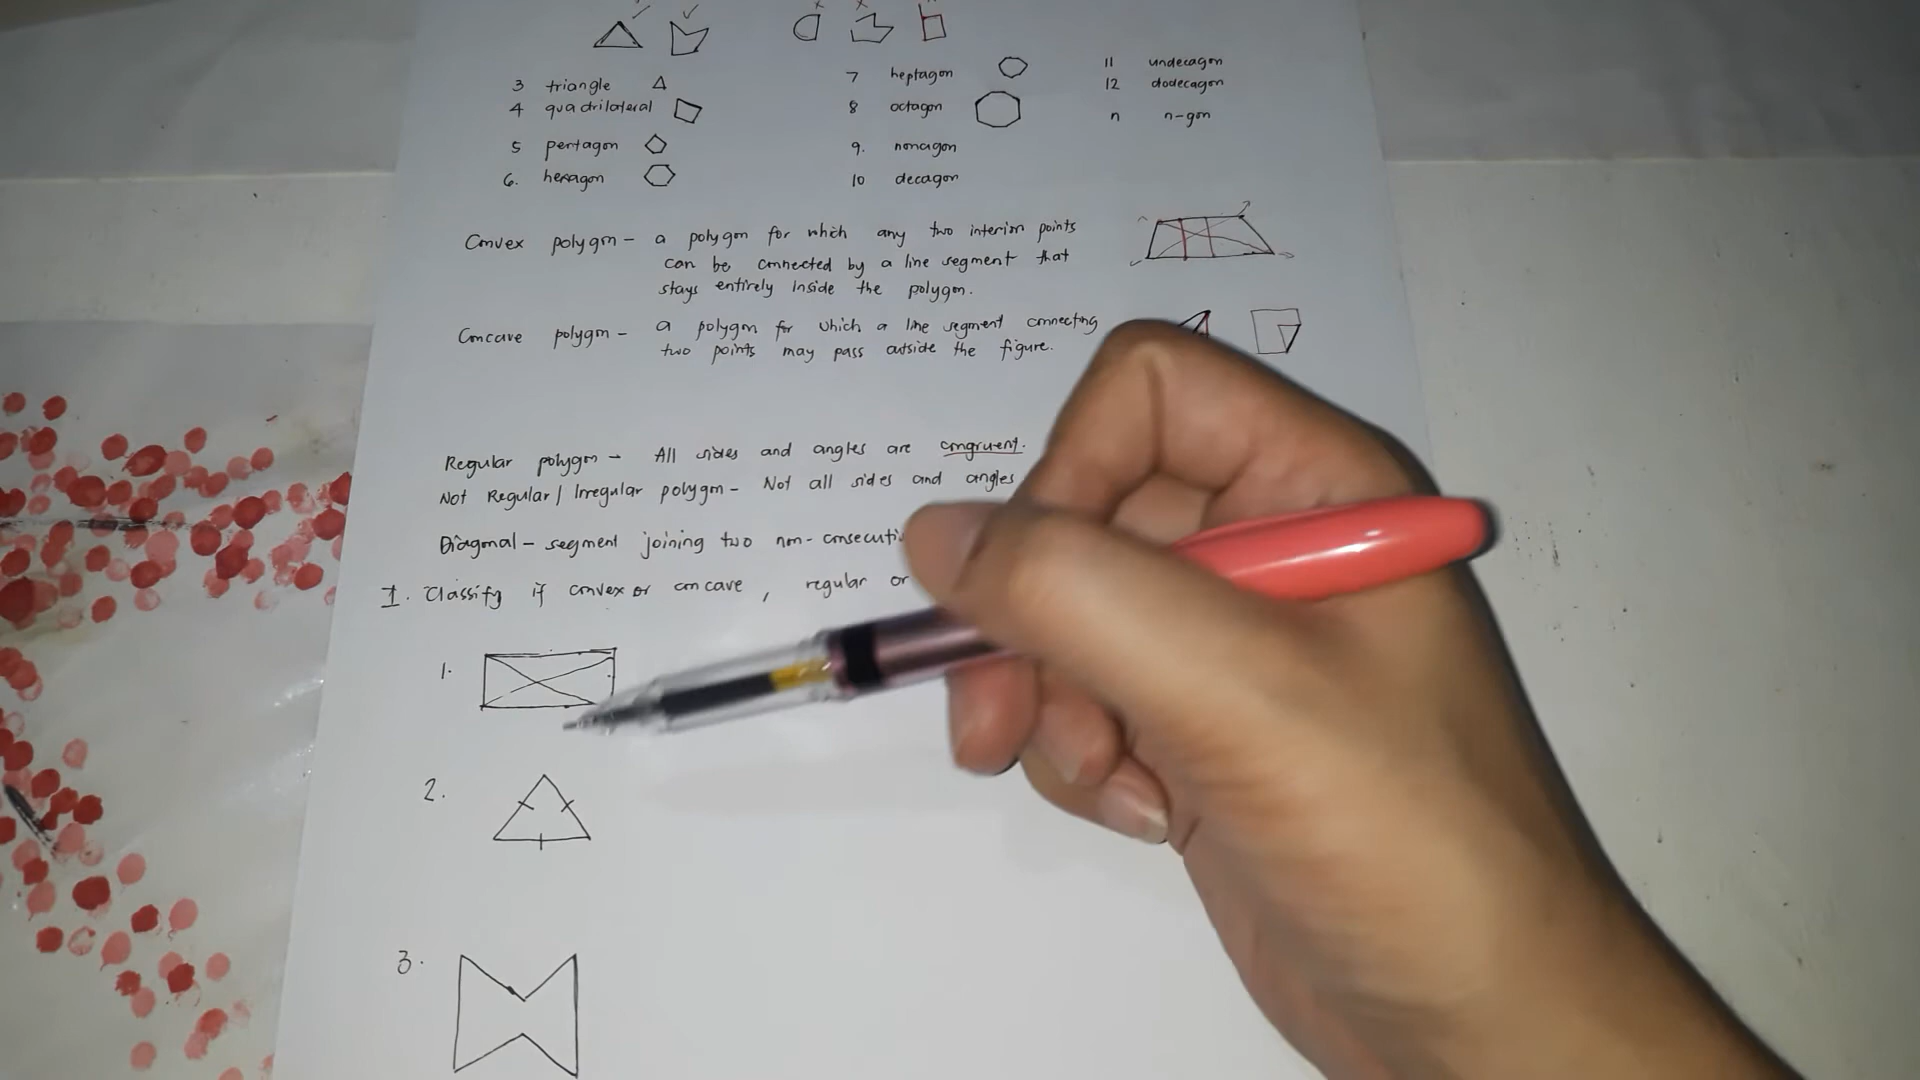 3 triangle
4 quadrilateral
5 pentagon
6. hexagon
7 heptagon
8 octagon
9. nonagon
10 decagon
11 undecagon
12 dodecagon
n n-gon
Convex polygon - a polygon for which any two interior points
can be connected by a line segment that
stays entirely inside the polygon.
Concave polygon - a polygon for which a line segment connecting
two points may pass outside the figure.
Regular polygon - All sides and angles are congruent.
Not Regular / Irregular polygon - Not all sides and angles
Diagonal - segment joining two non-consecuti
I. Classify if convex or concave, regular or
1.
2.
3.